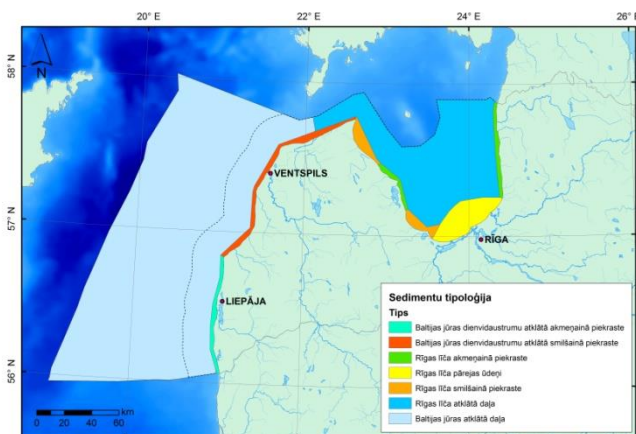 20° E
22° E
24° E
26° E
58° N
57° N
56° N
N
VENTSPILS
RĪGA
LIEPĀJA
0 10 20 40 60
km
Sedimentu tipoloģija
Tips
Baltijas jūras dienvidaustrumu atklātā akmeņainā piekraste
Baltijas jūras dienvidaustrumu atklātā smilšainā piekraste
Rīgas līča akmeņainā piekraste
Rīgas līča pārejas ūdeņi
Rīgas līča smilšainā piekraste
Rīgas līča atklātā daļa
Baltijas jūras atklātā daļa